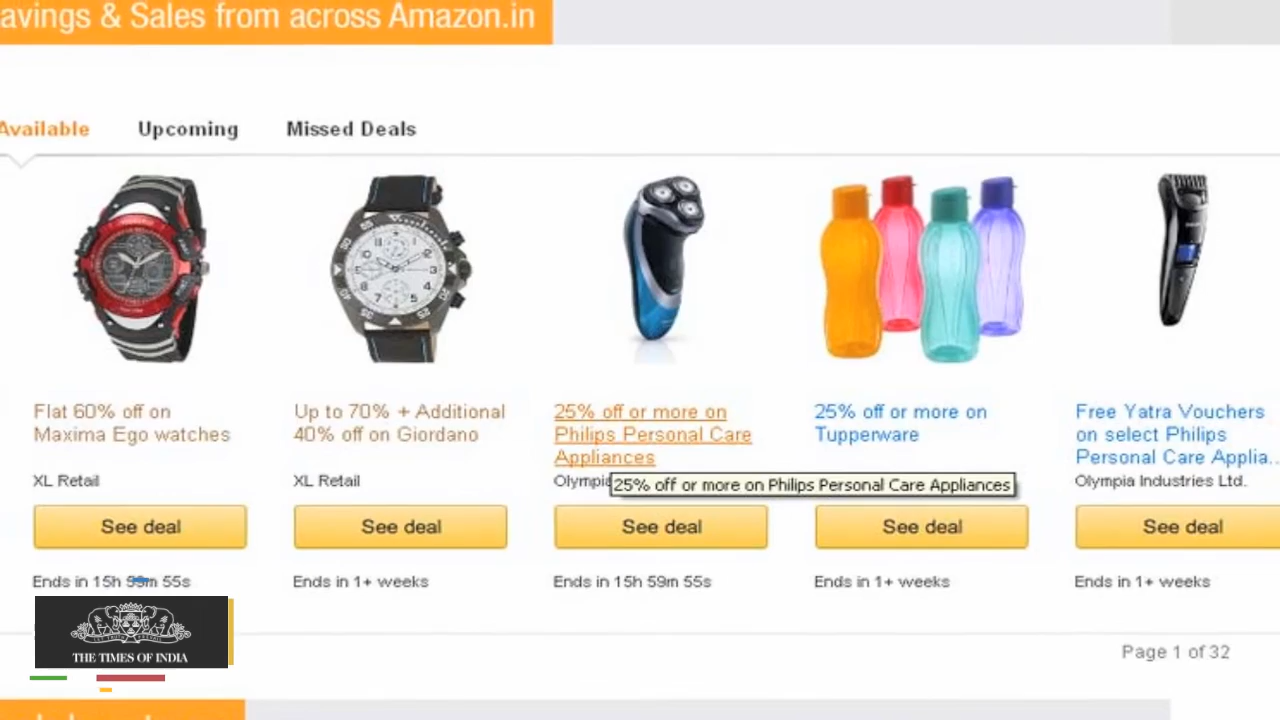 avings & Sales from across Amazon.in
Available
Upcoming
Missed Deals
Flat 60% off on
Maxima Ego watches
XL Retail
See deal
Ends in 15h 59m 55s
Up to 70% + Additional
40% off on Giordano
XL Retail
See deal
Ends in 1+ weeks
25% off or more on
Philips Personal Care
Appliances
Olympia
25% off or more on Philips Personal Care Appliances
See deal
Ends in 15h 59m 55s
25% off or more on
Tupperware
See deal
Ends in 1+ weeks
Free Yatra Vouchers
on select Philips
Personal Care Applia...
Olympia Industries Ltd.
See deal
Ends in 1+ weeks
THE TIMES OF INDIA
Page 1 of 32